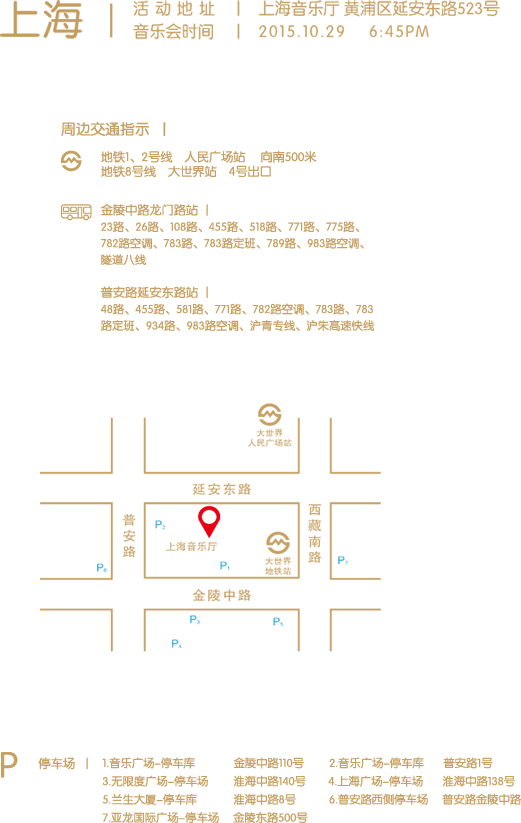 上海 | 活动地址 | 上海音乐厅 黄浦区延安东路523号
音乐会时间 | 2015.10.29 6:45PM
周边交通指示 |
地铁1、2号线 人民广场站 向南500米
地铁8号线 大世界站 4号出口
金陵中路龙门路站 |
23路、26路、108路、455路、518路、771路、775路、
782路空调、783路、783路定班、789路、983路空调、
隧道八线
普安路延安东路站 |
48路、455路、581路、771路、782路空调、783路、783
路定班、934路、983路空调、沪青专线、沪朱高速快线
大世界
人民广场站
延安东路
普安路
西藏南路
P2
上海音乐厅
P1
大世界
地铁站
P6
P7
金陵中路
P3
P5
P4
P 停车场 | 1.音乐广场-停车库 金陵中路110号 2.音乐广场-停车库 普安路1号
3.无限度广场-停车场 淮海中路140号 4.上海广场-停车场 淮海中路138号
5.兰生大厦-停车库 淮海中路8号 6.普安路西侧停车场 普安路金陵中路
7.亚龙国际广场-停车场 金陵东路500号